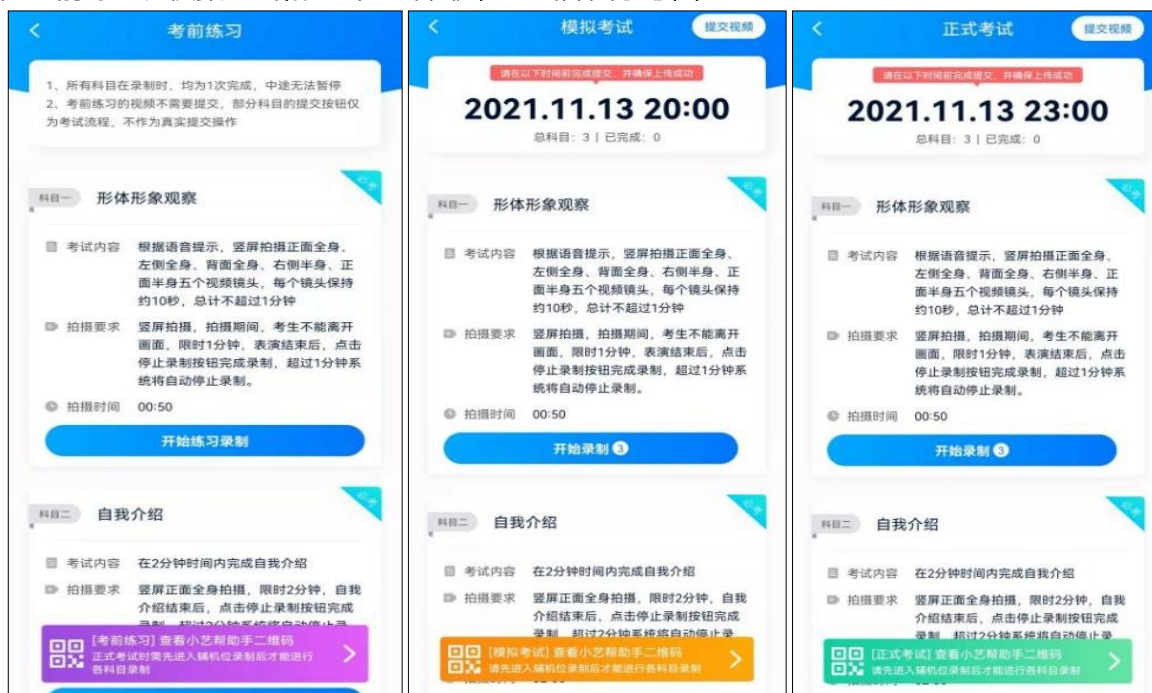 考前练习
1、所有科目在录制时，均为1次完成，中途无法暂停
2、考前练习的视频不需要提交，部分科目的提交按钮仅
为考试流程，不作为真实提交操作
必考
科目一 形体形象观察
考试内容 根据语音提示，竖屏拍摄正面全身、
左侧全身、背面全身、右侧半身、正
面半身五个视频镜头，每个镜头保持
约10秒，总计不超过1分钟
拍摄要求 竖屏拍摄，拍摄期间，考生不能离开
画面，限时1分钟，表演结束后，点击
停止录制按钮完成录制，超过1分钟系
统将自动停止录制。
拍摄时间 00:50
开始练习录制
必考
科目二 自我介绍
考试内容 在2分钟时间内完成自我介绍
拍摄要求 竖屏正面全身拍摄，限时2分钟，自我
介绍结束后，点击停止录制按钮完成
[考前练习] 查看小艺帮助手二维码
正式考试时需先进入辅机位录制后才能进行
各科目录制
模拟考试
提交视频
请在以下时间前完成提交，并确保上传成功
2021.11.13 20:00
总科目：3 | 已完成：0
必考
科目一 形体形象观察
考试内容 根据语音提示，竖屏拍摄正面全身、
左侧全身、背面全身、右侧半身、正
面半身五个视频镜头，每个镜头保持
约10秒，总计不超过1分钟
拍摄要求 竖屏拍摄，拍摄期间，考生不能离开
画面，限时1分钟，表演结束后，点击
停止录制按钮完成录制，超过1分钟系
统将自动停止录制。
拍摄时间 00:50
开始录制 3
必考
科目二 自我介绍
考试内容 在2分钟时间内完成自我介绍
拍摄要求 竖屏正面全身拍摄，限时2分钟，自我
介绍结束后，点击停止录制按钮完成
录制，超过2分钟系统将自动停止录
[模拟考试] 查看小艺帮助手二维码
请先进入辅机位录制后才能进行各科目录制
正式考试
提交视频
请在以下时间前完成提交，并确保上传成功
2021.11.13 23:00
总科目：3 | 已完成：0
必考
科目一 形体形象观察
考试内容 根据语音提示，竖屏拍摄正面全身、
左侧全身、背面全身、右侧半身、正
面半身五个视频镜头，每个镜头保持
约10秒，总计不超过1分钟
拍摄要求 竖屏拍摄，拍摄期间，考生不能离开
画面，限时1分钟，表演结束后，点击
停止录制按钮完成录制，超过1分钟系
统将自动停止录制。
拍摄时间 00:50
开始录制 3
必考
科目二 自我介绍
考试内容 在2分钟时间内完成自我介绍
拍摄要求 竖屏正面全身拍摄，限时2分钟，自我
介绍结束后，点击停止录制按钮完成
录制，超过2分钟系统将自动停止录
[正式考试] 查看小艺帮助手二维码
请先进入辅机位录制后才能进行各科目录制